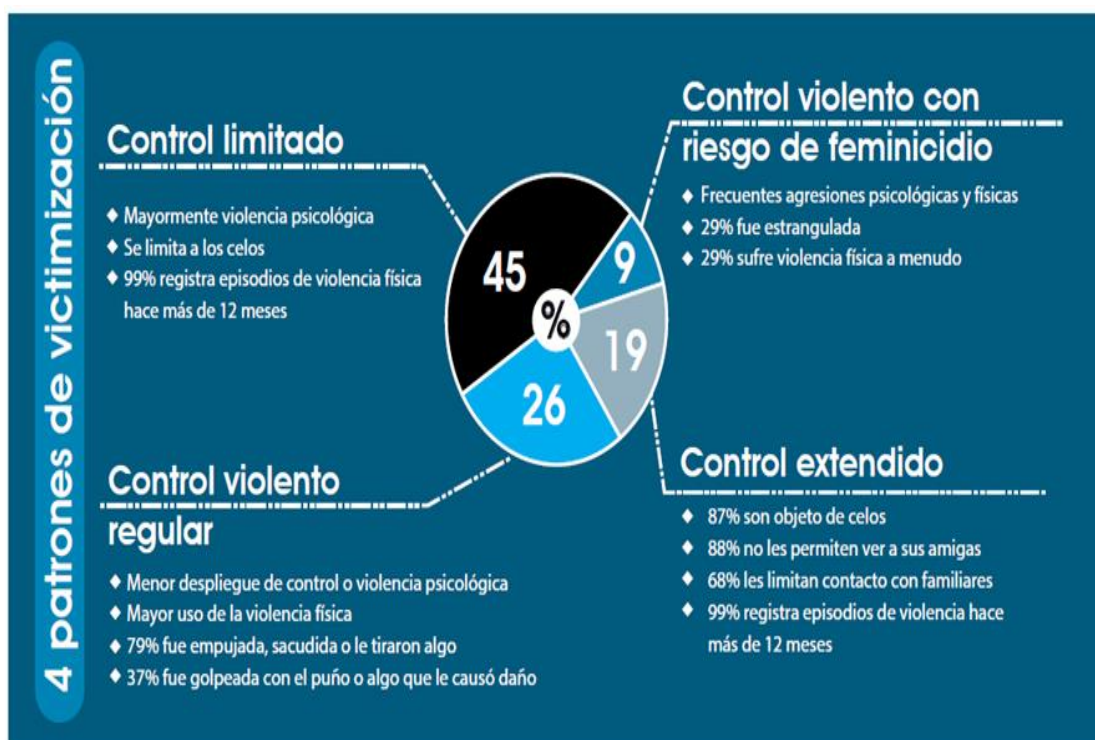 4 patrones de victimización
Control limitado
◆ Mayormente violencia psicológica
◆ Se limita a los celos
◆ 99% registra episodios de violencia física
hace más de 12 meses
Control violento con
riesgo de feminicidio
◆ Frecuentes agresiones psicológicas y físicas
◆ 29% fue estrangulada
◆ 29% sufre violencia física a menudo
45
9
%
19
26
Control violento
regular
◆ Menor despliegue de control o violencia psicológica
◆ Mayor uso de la violencia física
◆ 79% fue empujada, sacudida o le tiraron algo
◆ 37% fue golpeada con el puño o algo que le causó daño
Control extendido
◆ 87% son objeto de celos
◆ 88% no les permiten ver a sus amigas
◆ 68% les limitan contacto con familiares
◆ 99% registra episodios de violencia hace
más de 12 meses